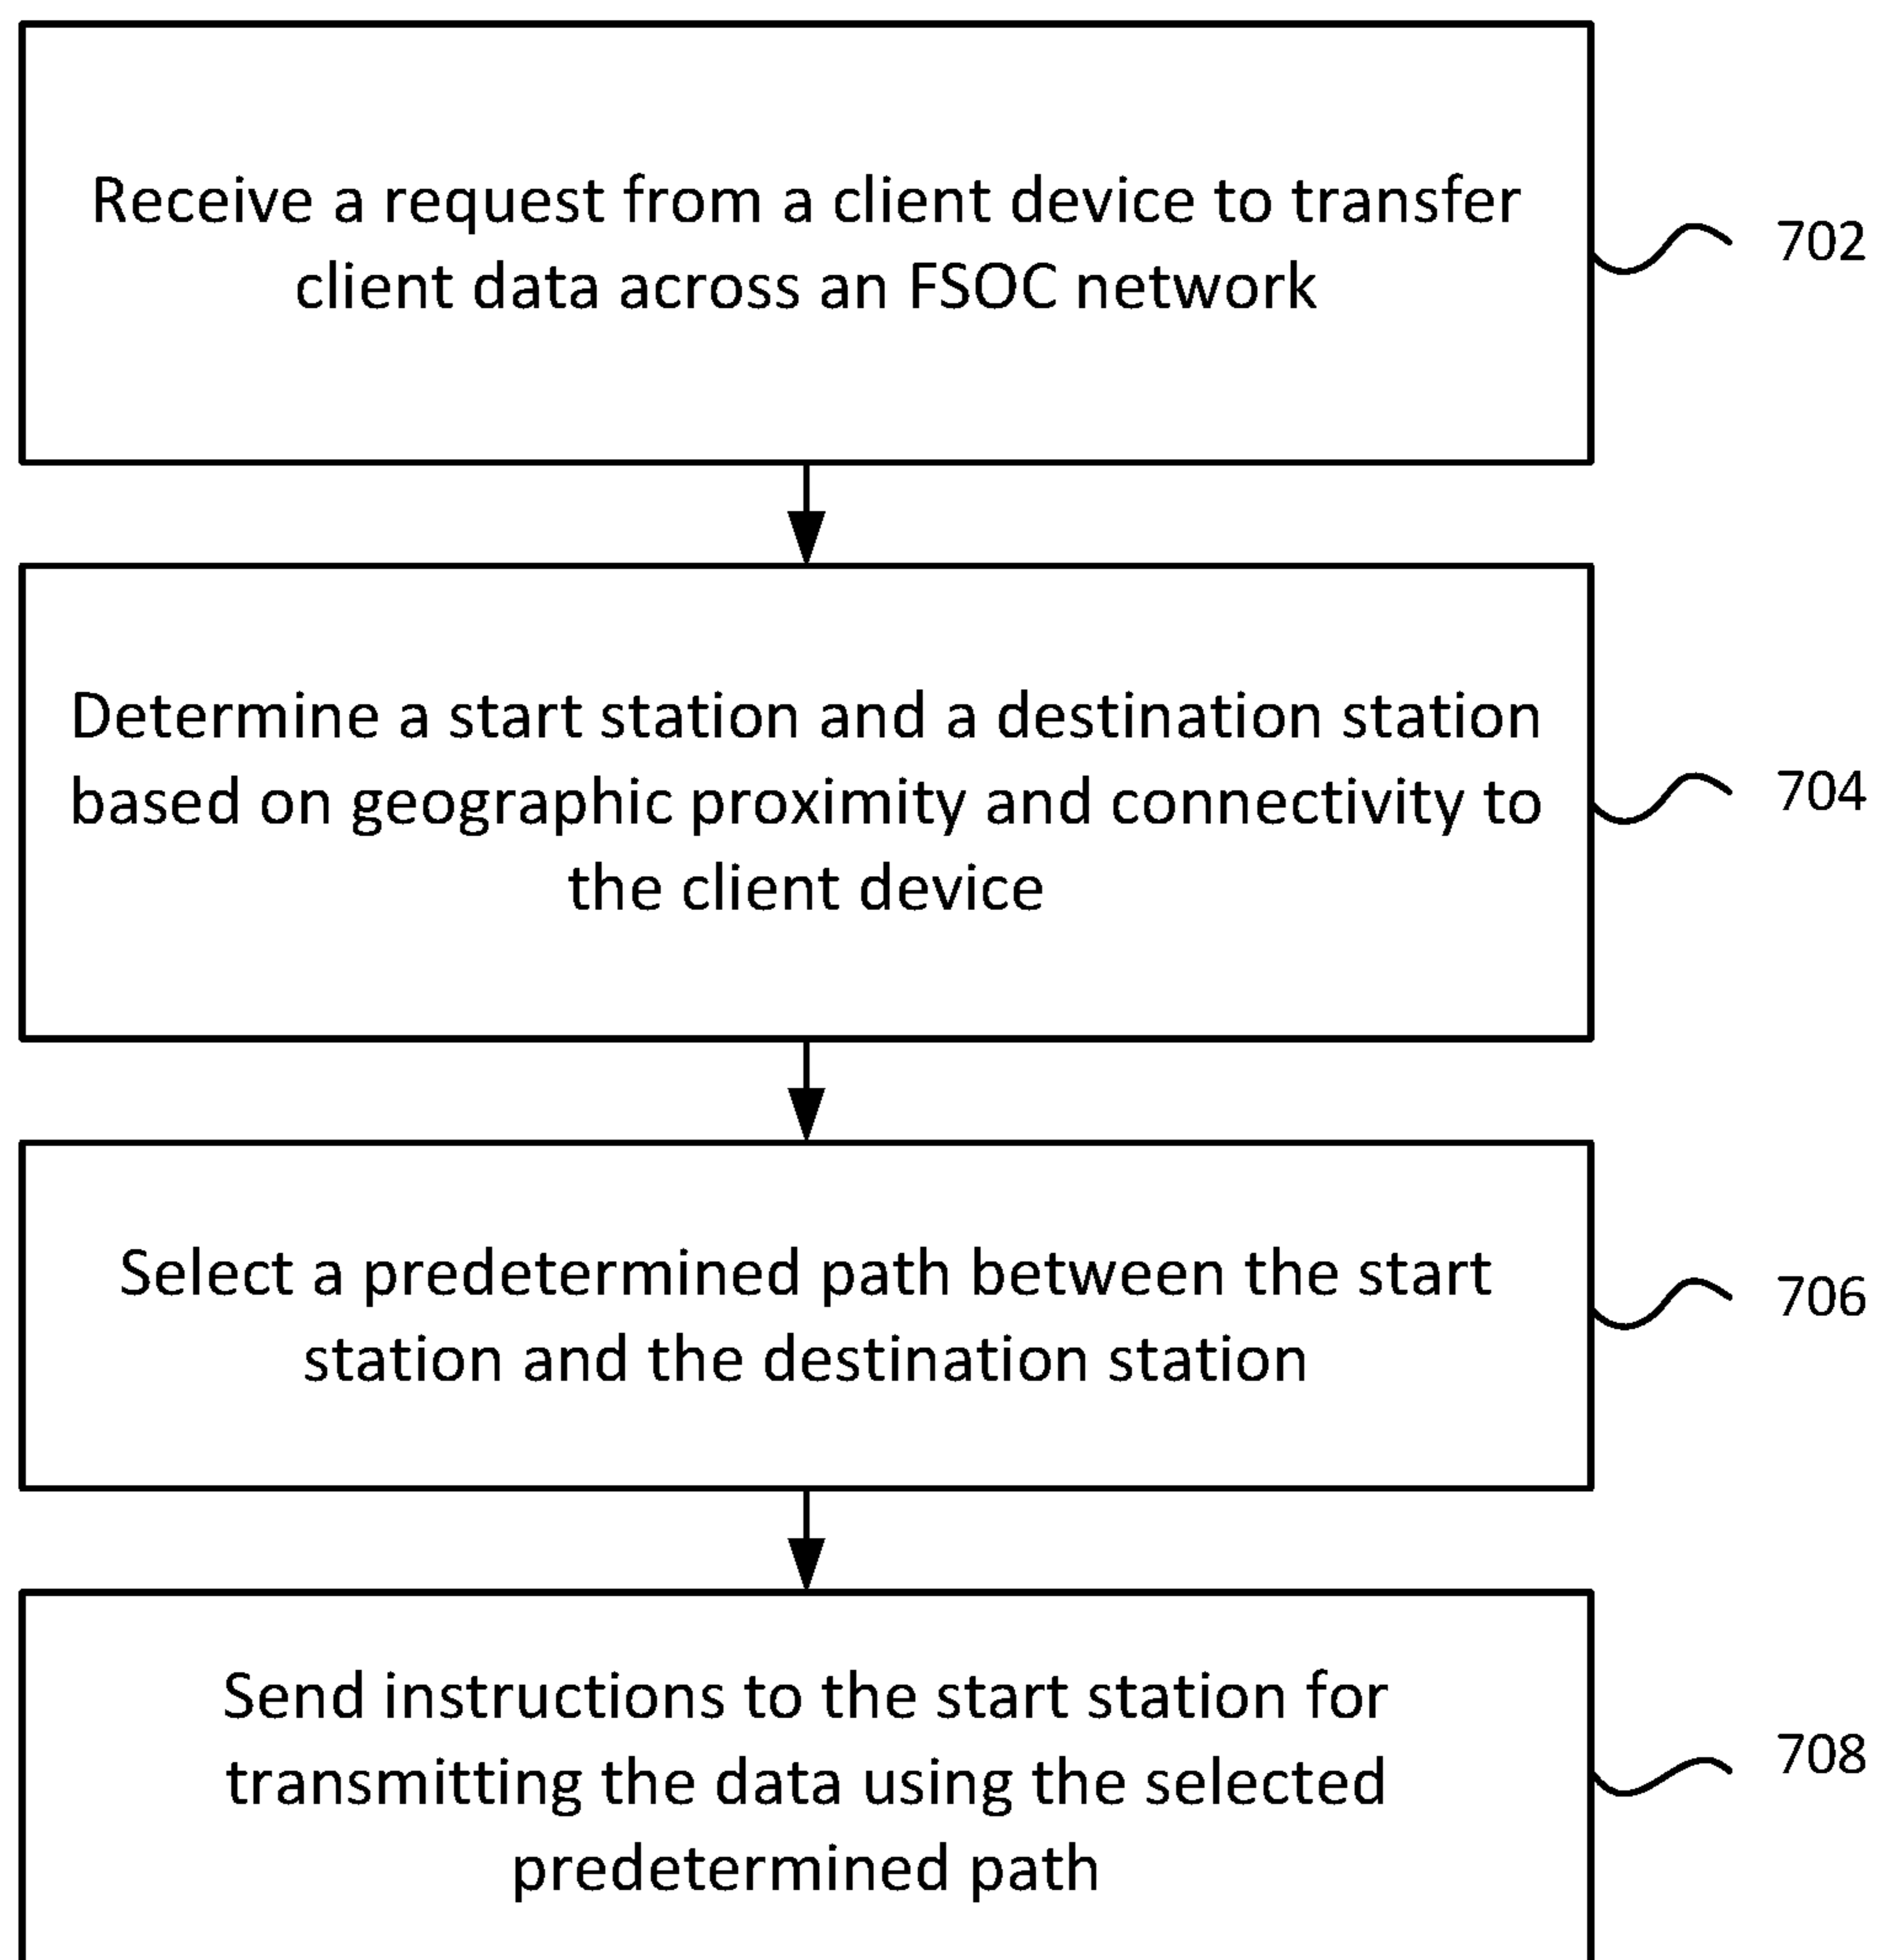 Receive a request from a client device to transfer
client data across an FSOC network
702
Determine a start station and a destination station
based on geographic proximity and connectivity to
the client device
704
Select a predetermined path between the start
station and the destination station
706
Send instructions to the start station for
transmitting the data using the selected
predetermined path
708